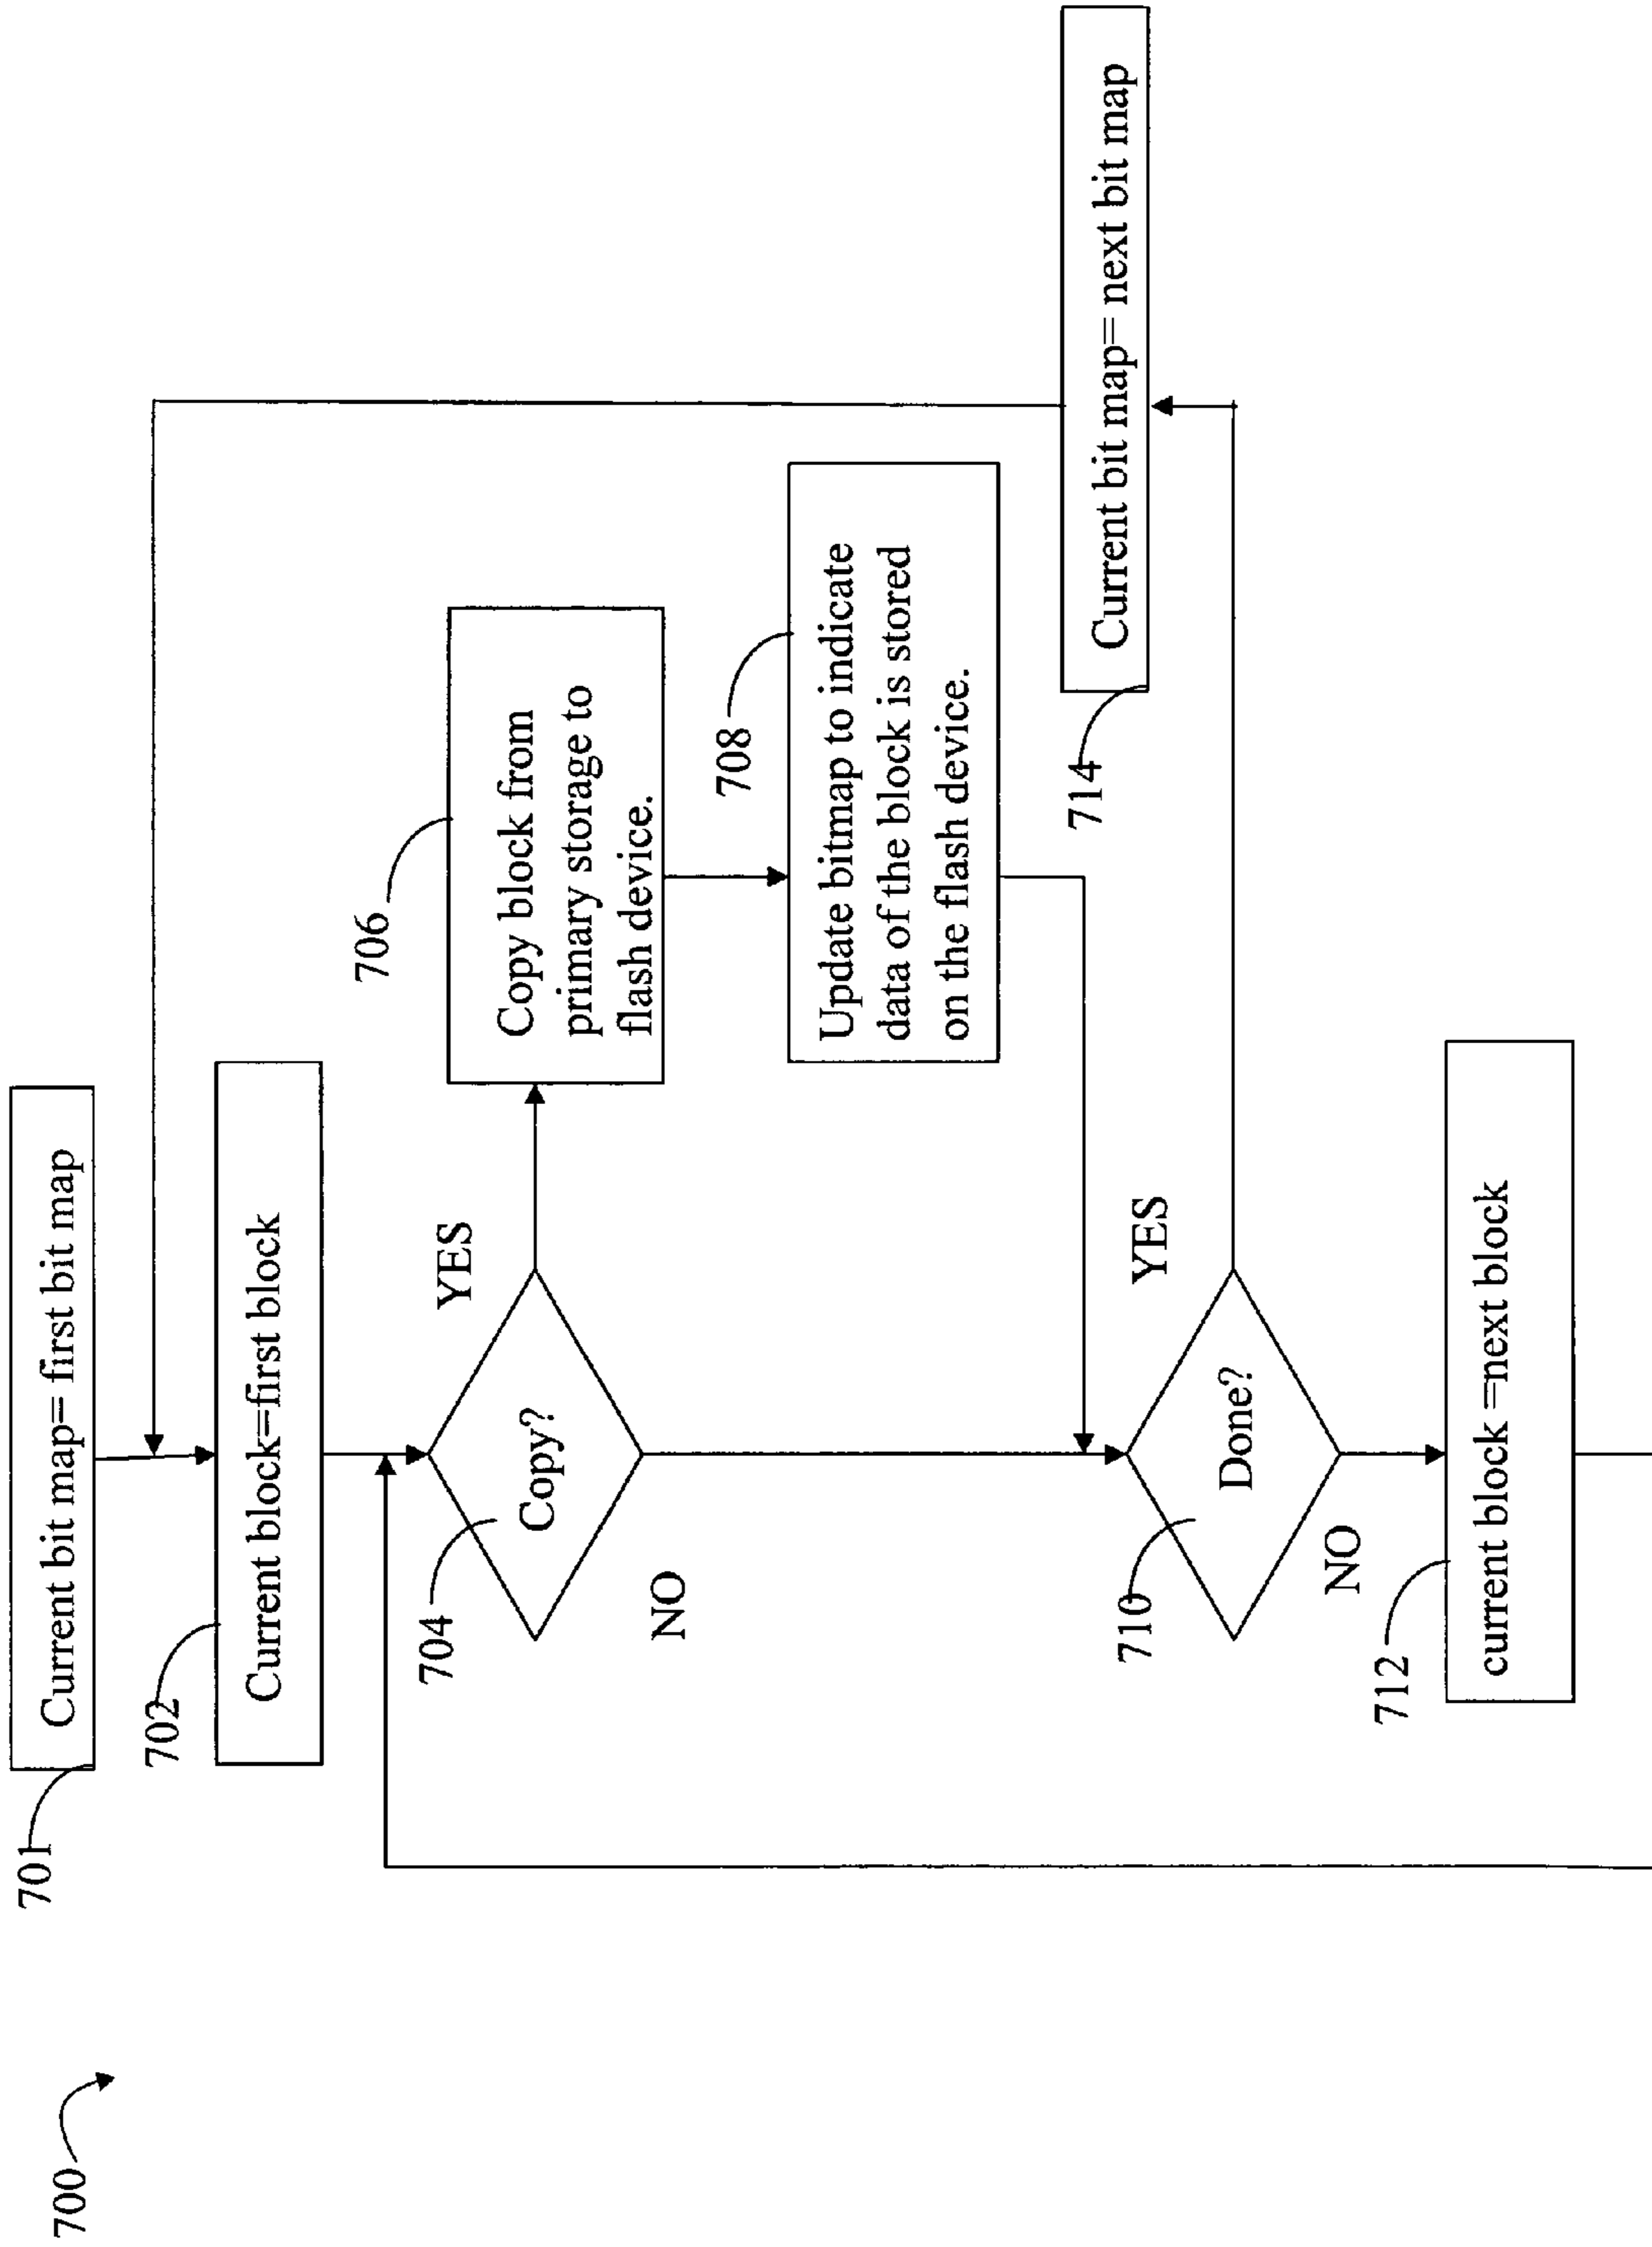 700
701
Current bit map= first bit map
702
Current block=first block
704
Copy?
YES
NO
706
Copy block from
primary storage to
flash device.
708
Update bitmap to indicate
data of the block is stored
on the flash device.
710
Done?
YES
NO
714
Current bit map= next bit map
712
current block =next block